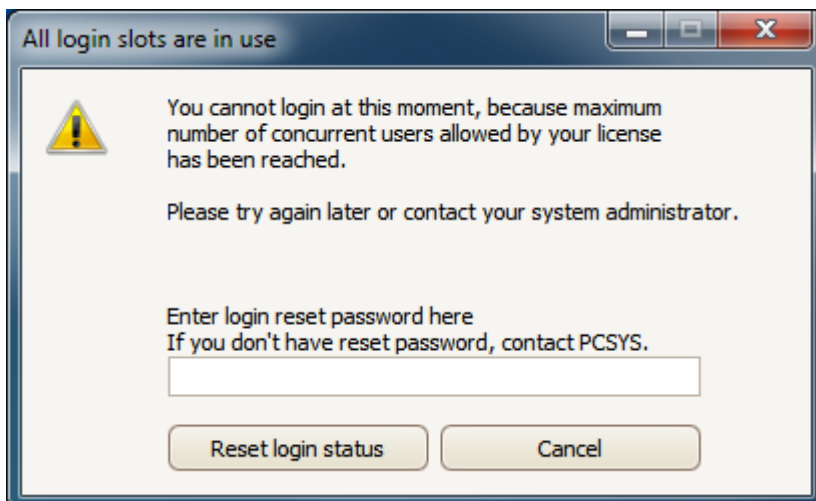 All login slots are in use
You cannot login at this moment, because maximum
number of concurrent users allowed by your license
has been reached.
Please try again later or contact your system administrator.
Enter login reset password here
If you don't have reset password, contact PCSYS.
Reset login status
Cancel